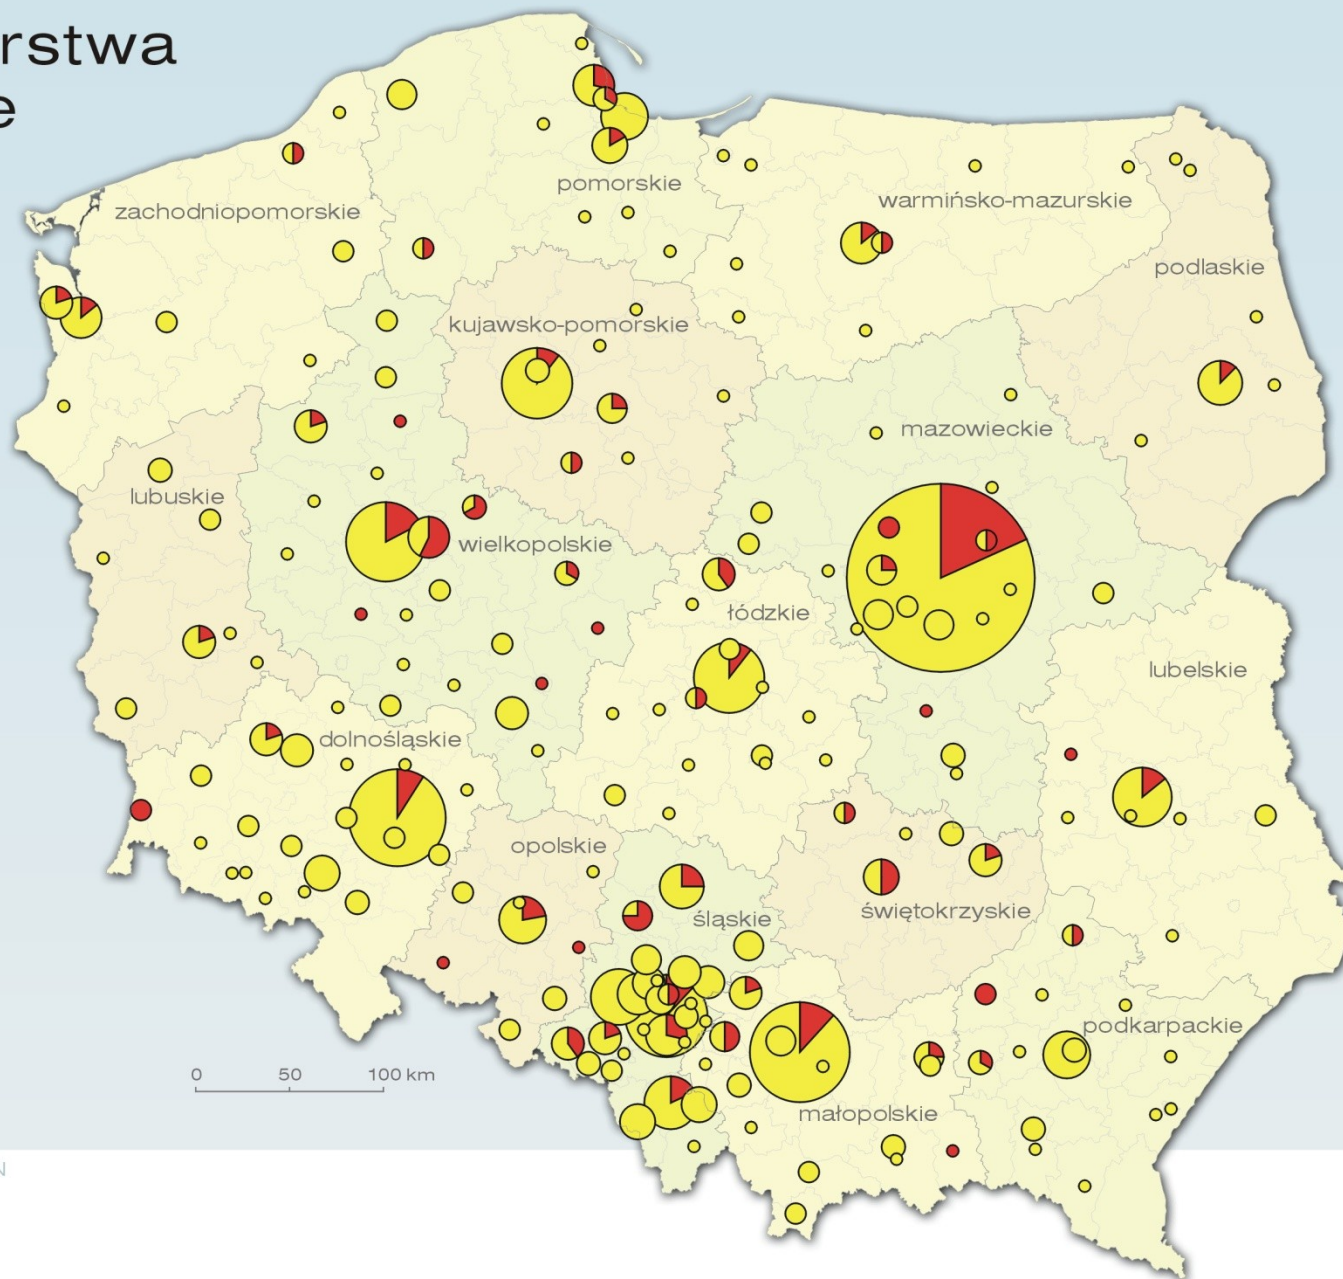 rstwa
e
pomorskie
zachodniopomorskie
warmińsko-mazurskie
podlaskie
kujawsko-pomorskie
mazowieckie
lubuskie
wielkopolskie
łódzkie
lubelskie
dolnośląskie
opolskie
śląskie
świętokrzyskie
podkarpackie
0 50 100 km
małopolskie
N